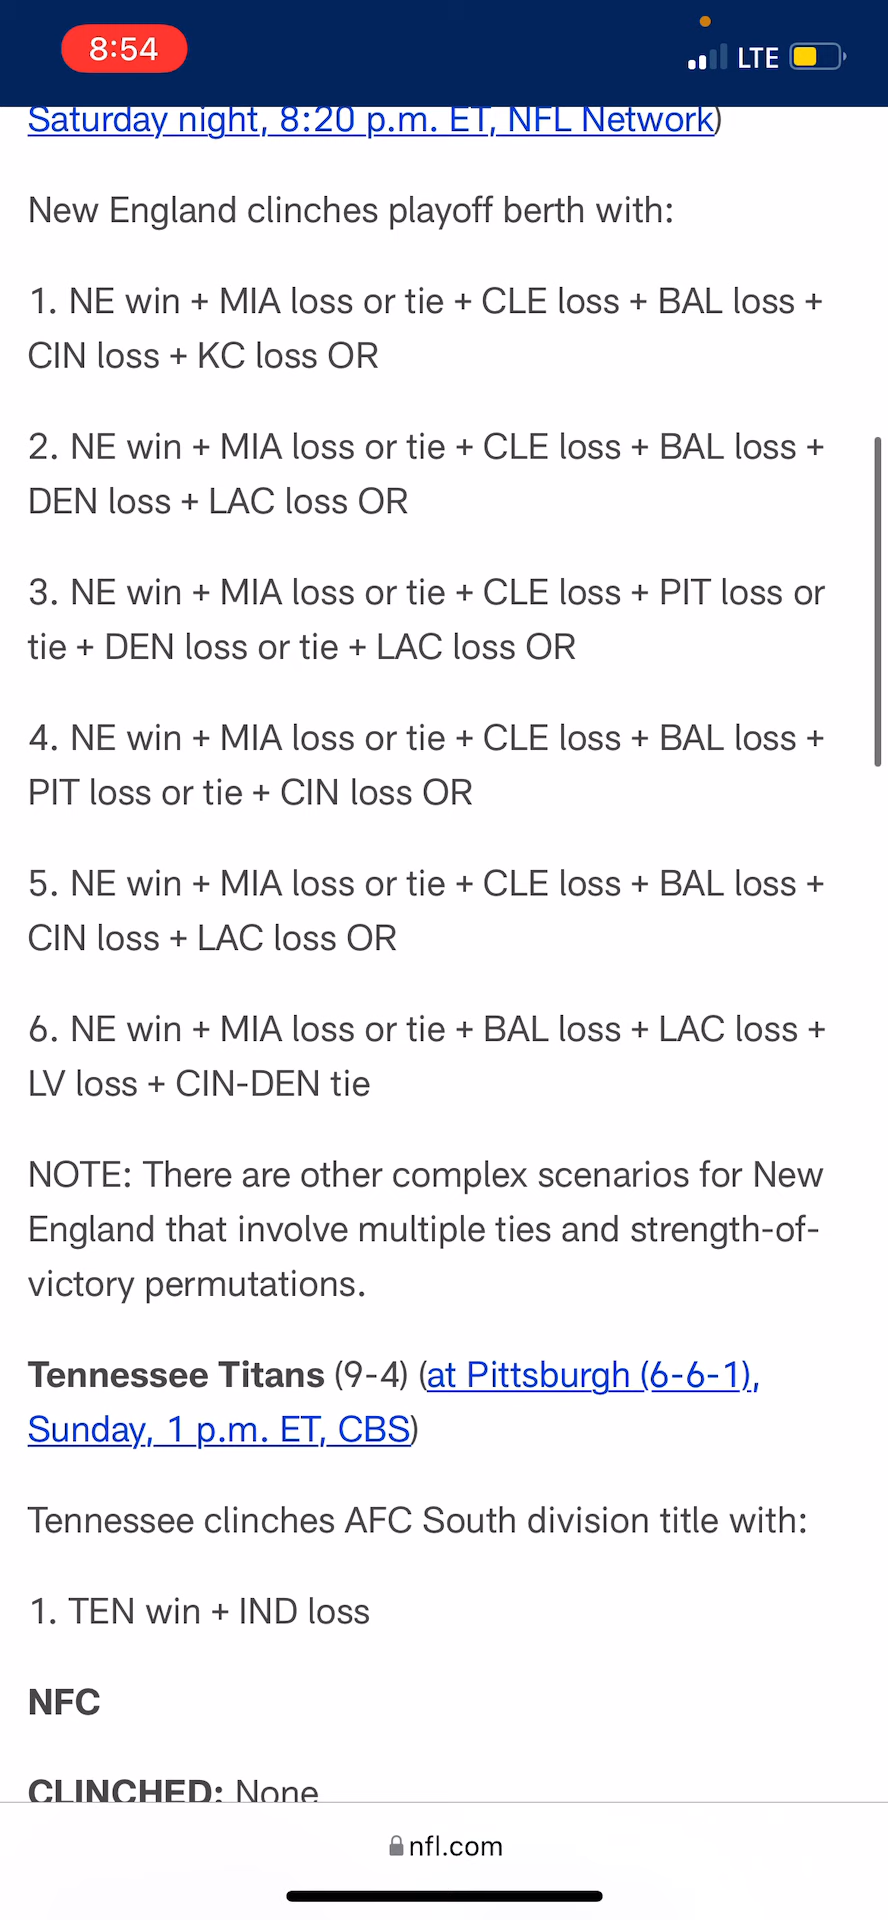 8:54
LTE
Saturday night, 8:20 p.m. ET, NFL Network)
New England clinches playoff berth with:
1. NE win + MIA loss or tie + CLE loss + BAL loss +
CIN loss + KC loss OR
2. NE win + MIA loss or tie + CLE loss + BAL loss +
DEN loss + LAC loss OR
3. NE win + MIA loss or tie + CLE loss + PIT loss or
tie + DEN loss or tie + LAC loss OR
4. NE win + MIA loss or tie + CLE loss + BAL loss +
PIT loss or tie + CIN loss OR
5. NE win + MIA loss or tie + CLE loss + BAL loss +
CIN loss + LAC loss OR
6. NE win + MIA loss or tie + BAL loss + LAC loss +
LV loss + CIN-DEN tie
NOTE: There are other complex scenarios for New
England that involve multiple ties and strength-of-
victory permutations.
Tennessee Titans (9-4) (at Pittsburgh (6-6-1),
Sunday, 1 p.m. ET, CBS)
Tennessee clinches AFC South division title with:
1. TEN win + IND loss
NFC
CLINCHED: None
nfl.com